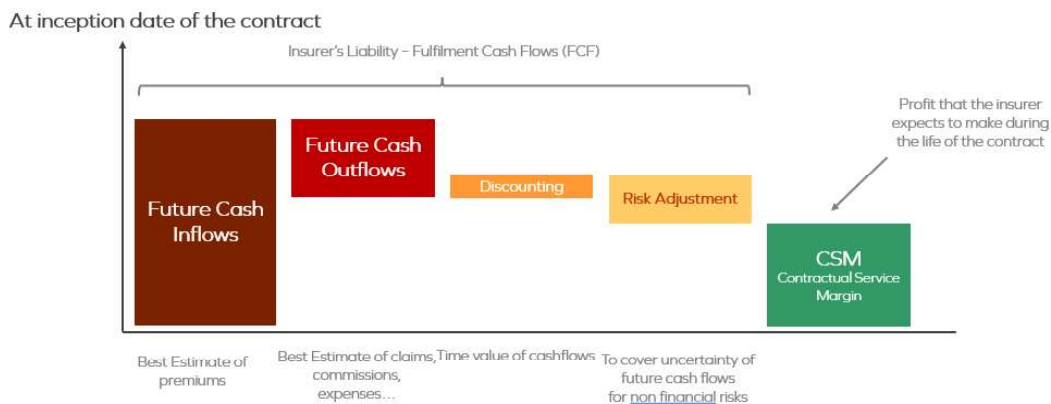 At inception date of the contract
Insurer's Liability – Fulfilment Cash Flows (FCF)
Profit that the insurer
expects to make during
the life of the contract
Future Cash
Inflows
Future Cash
Outflows
Discounting
Risk Adjustment
CSM
Contractual Service
Margin
Best Estimate of
premiums
Best Estimate of claims,
commissions,
expenses...
Time value of cashflows
To cover uncertainty of
future cash flows
for non financial risks